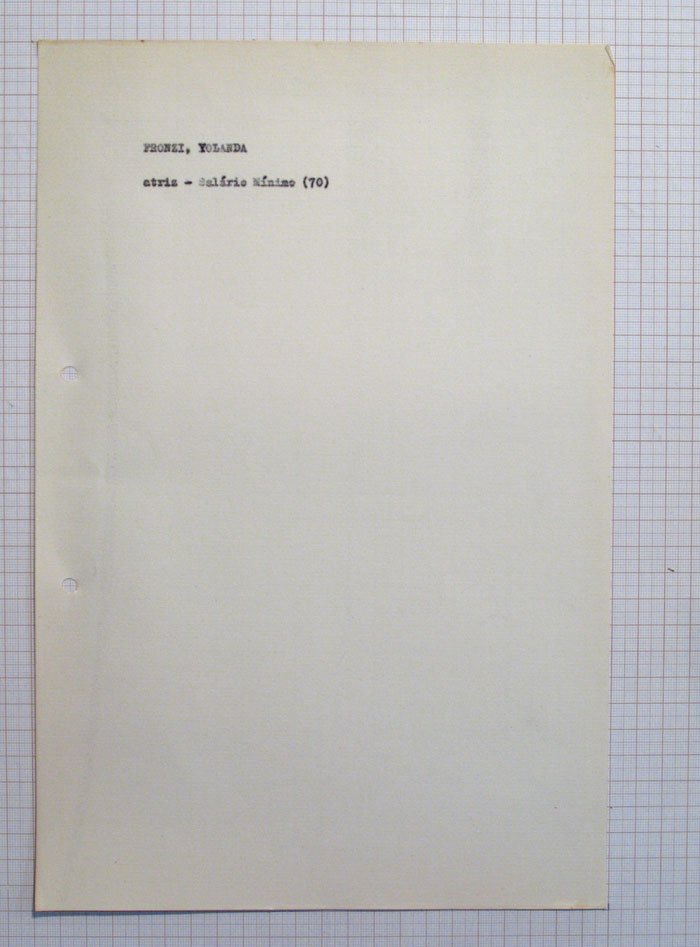 FRONZI, YOLANDA
atriz - Salário Mínimo (70)